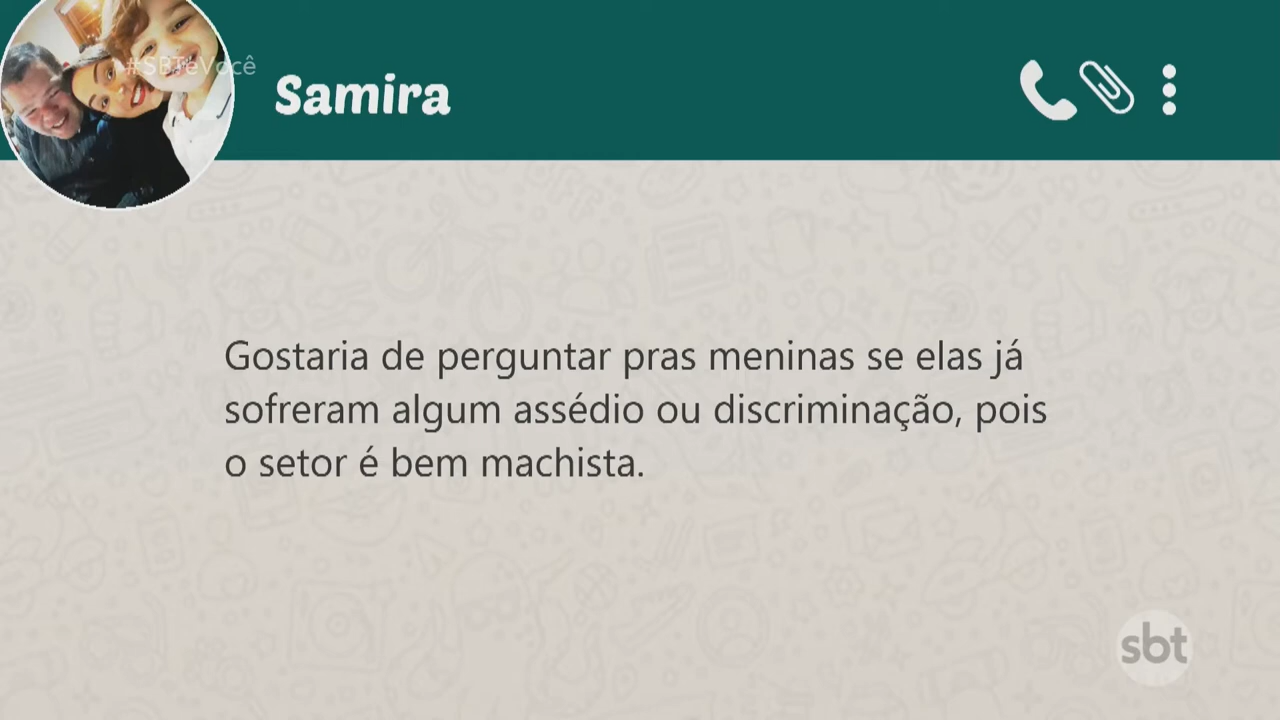 #SBTeVocê
Samira
Gostaria de perguntar pras meninas se elas já
sofreram algum assédio ou discriminação, pois
o setor é bem machista.
sbt